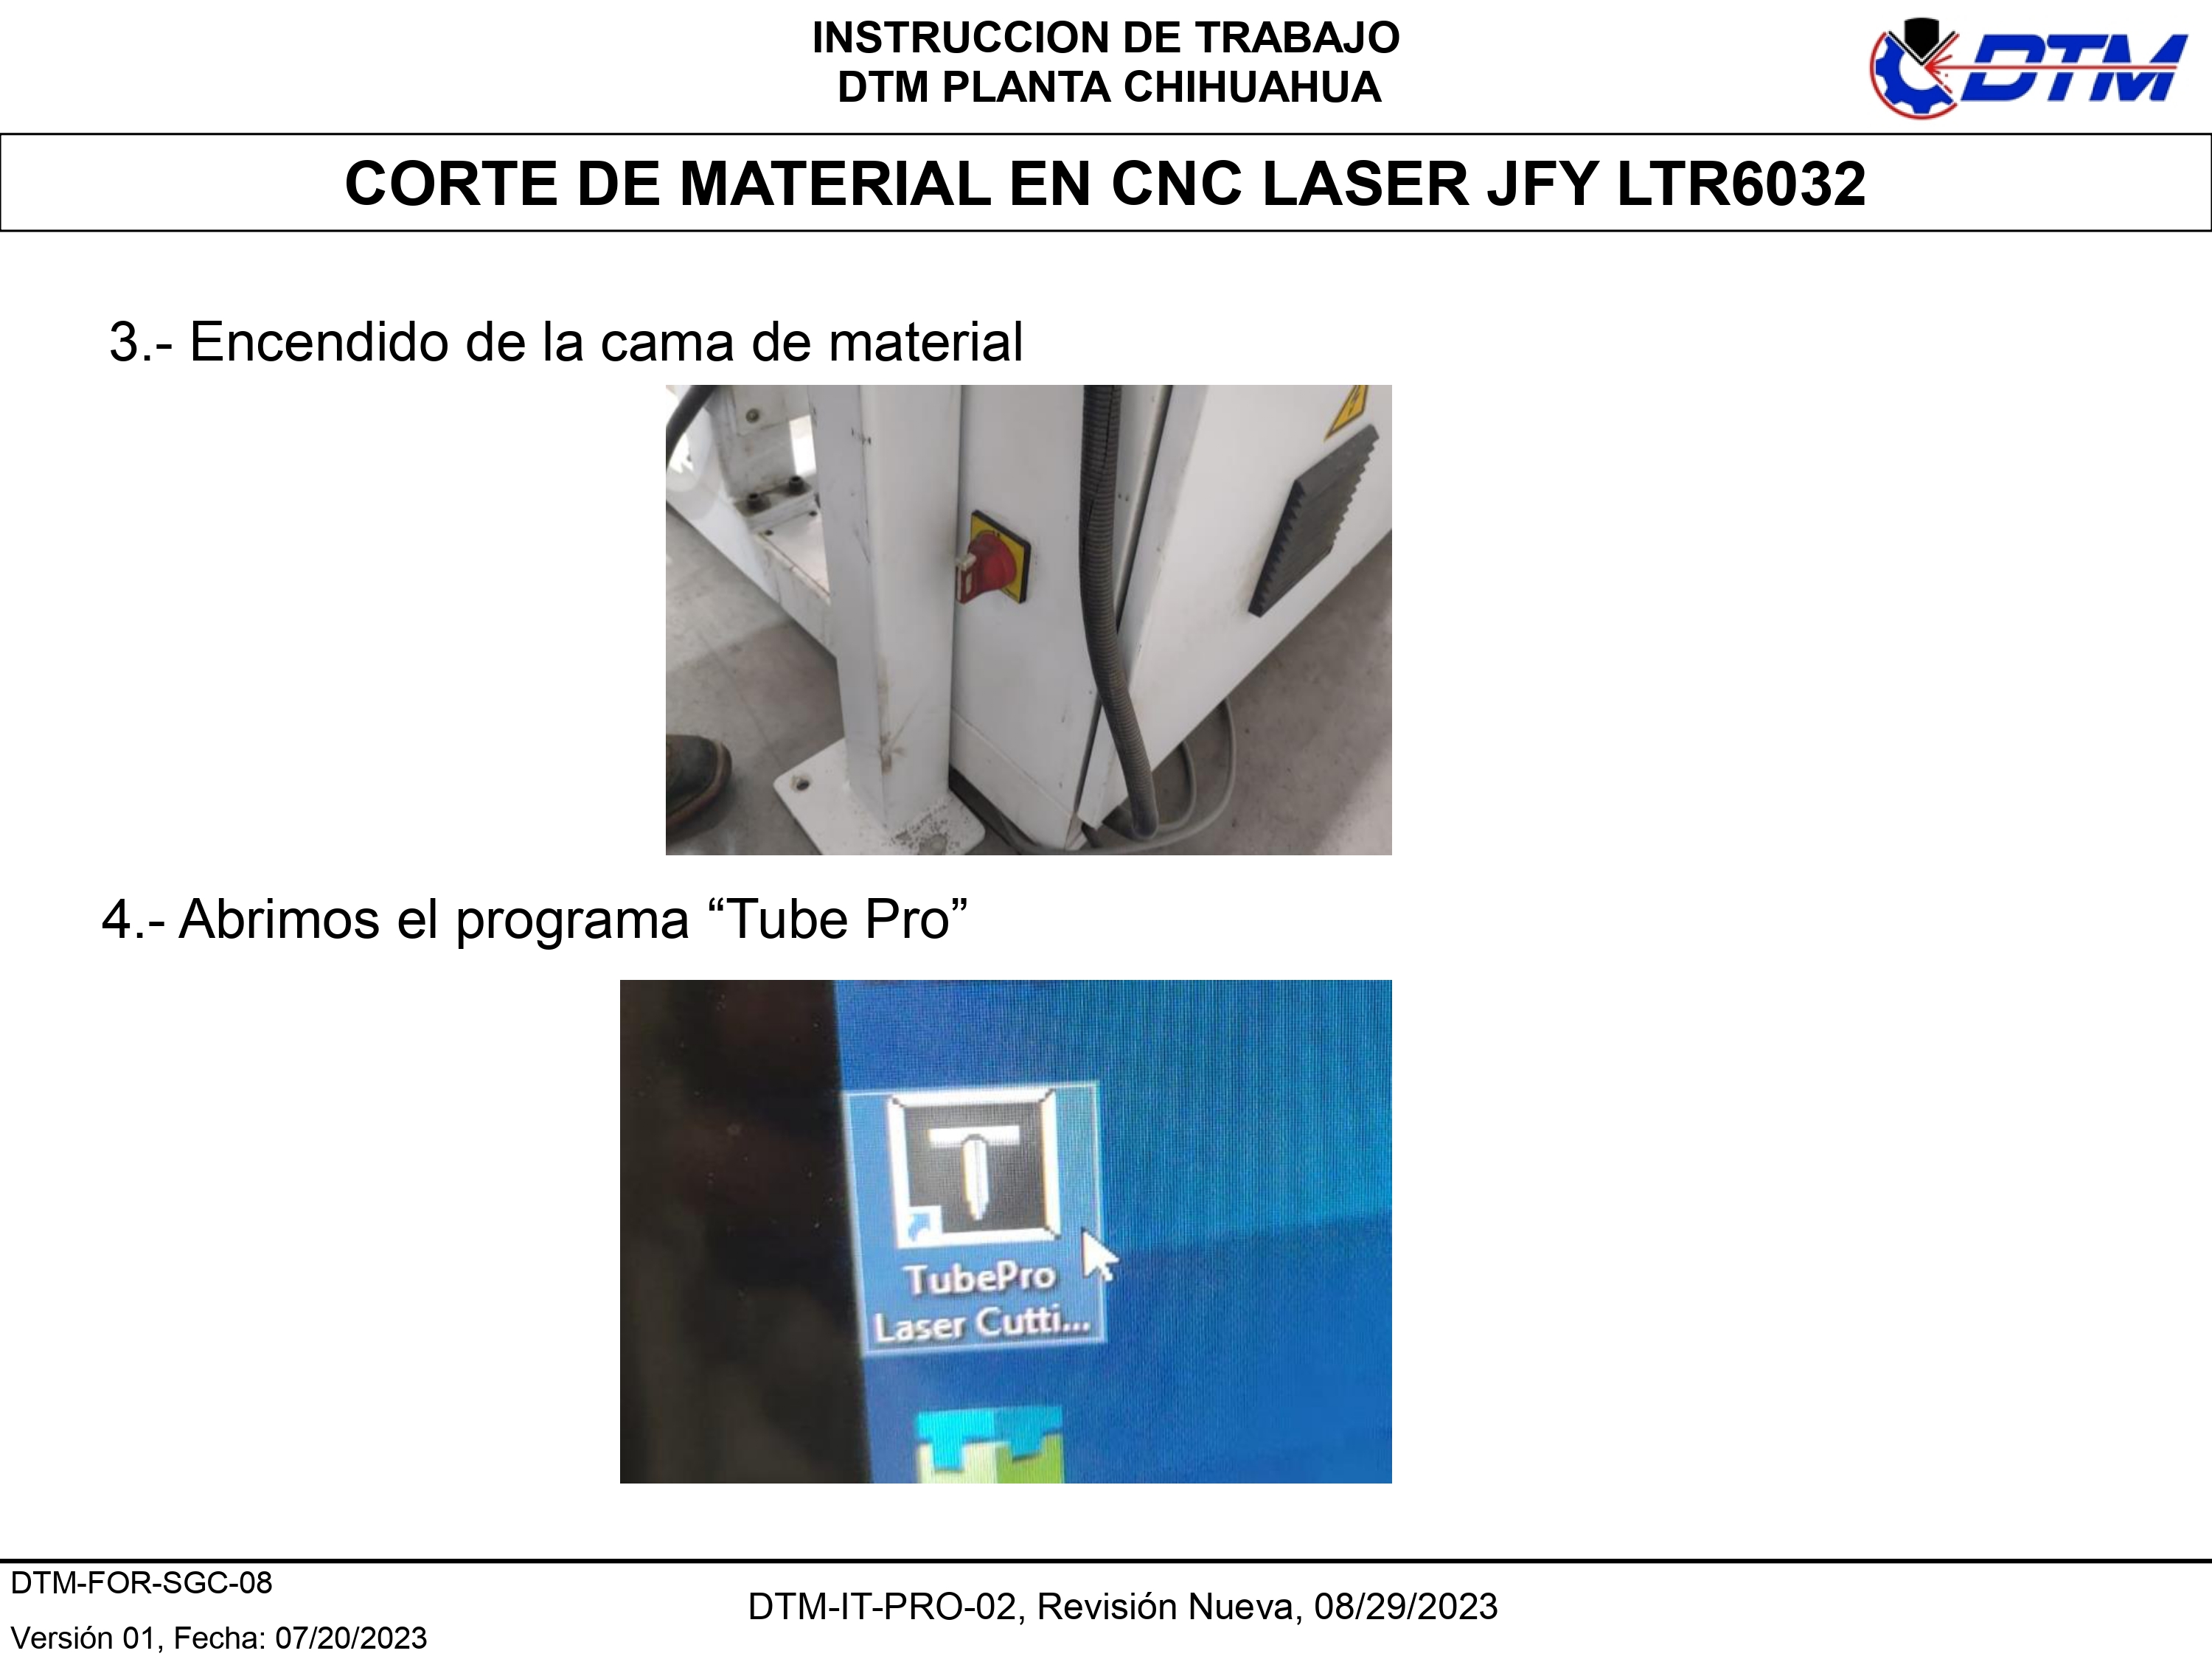 INSTRUCCION DE TRABAJO
DTM PLANTA CHIHUAHUA
DTM
CORTE DE MATERIAL EN CNC LASER JFY LTR6032
3.- Encendido de la cama de material
4.- Abrimos el programa “Tube Pro”
TubePro
Laser Cutti...
DTM-FOR-SGC-08
DTM-IT-PRO-02, Revisión Nueva, 08/29/2023
Versión 01, Fecha: 07/20/2023